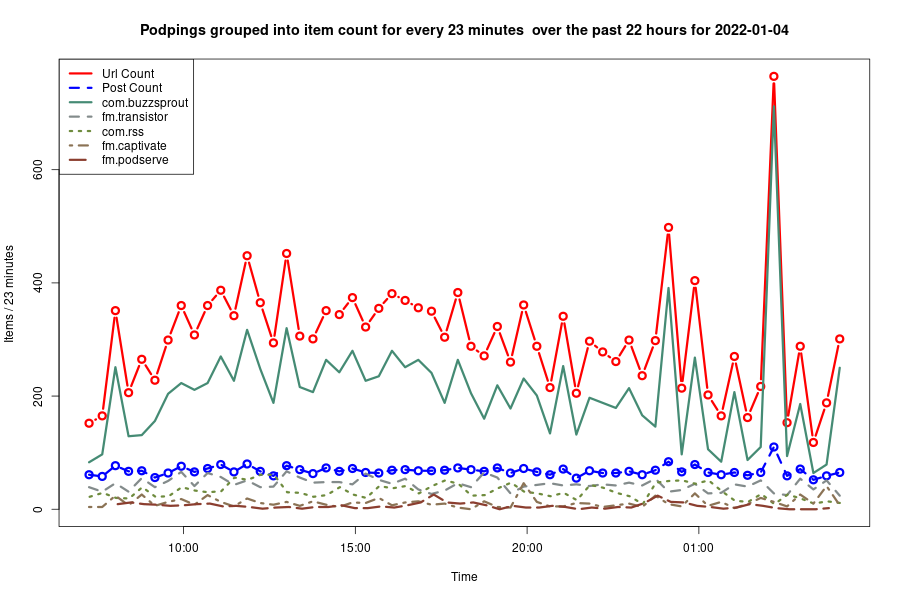 Podpings grouped into item count for every 23 minutes  over the past 22 hours for 2022-01-04
Url Count
Post Count
com.buzzsprout
fm.transistor
com.rss
fm.captivate
fm.podserve
Items / 23 minutes
600
400
200
0
10:00
15:00
20:00
01:00
Time